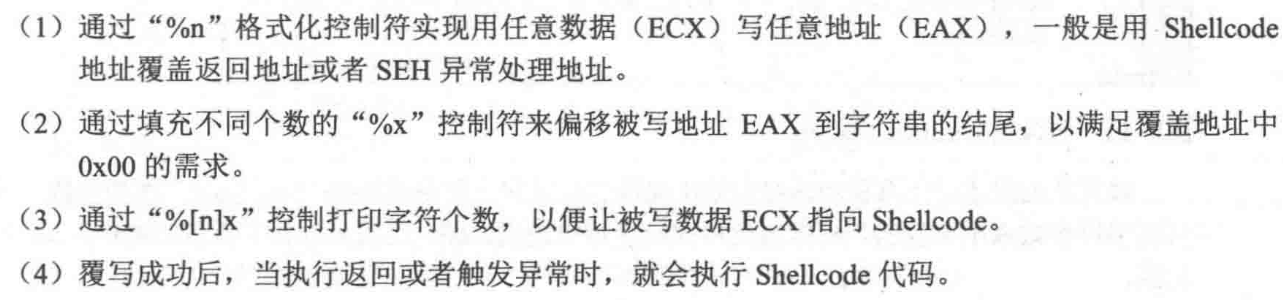 （1）通过“%n”格式化控制符实现用任意数据（ECX）写任意地址（EAX），一般是用 Shellcode
地址覆盖返回地址或者 SEH 异常处理地址。
（2）通过填充不同个数的“%x”控制符来偏移被写地址 EAX 到字符串的结尾，以满足覆盖地址中
0x00 的需求。
（3）通过“%[n]x”控制打印字符个数，以便让被写数据 ECX 指向 Shellcode。
（4）覆写成功后，当执行返回或者触发异常时，就会执行 Shellcode 代码。